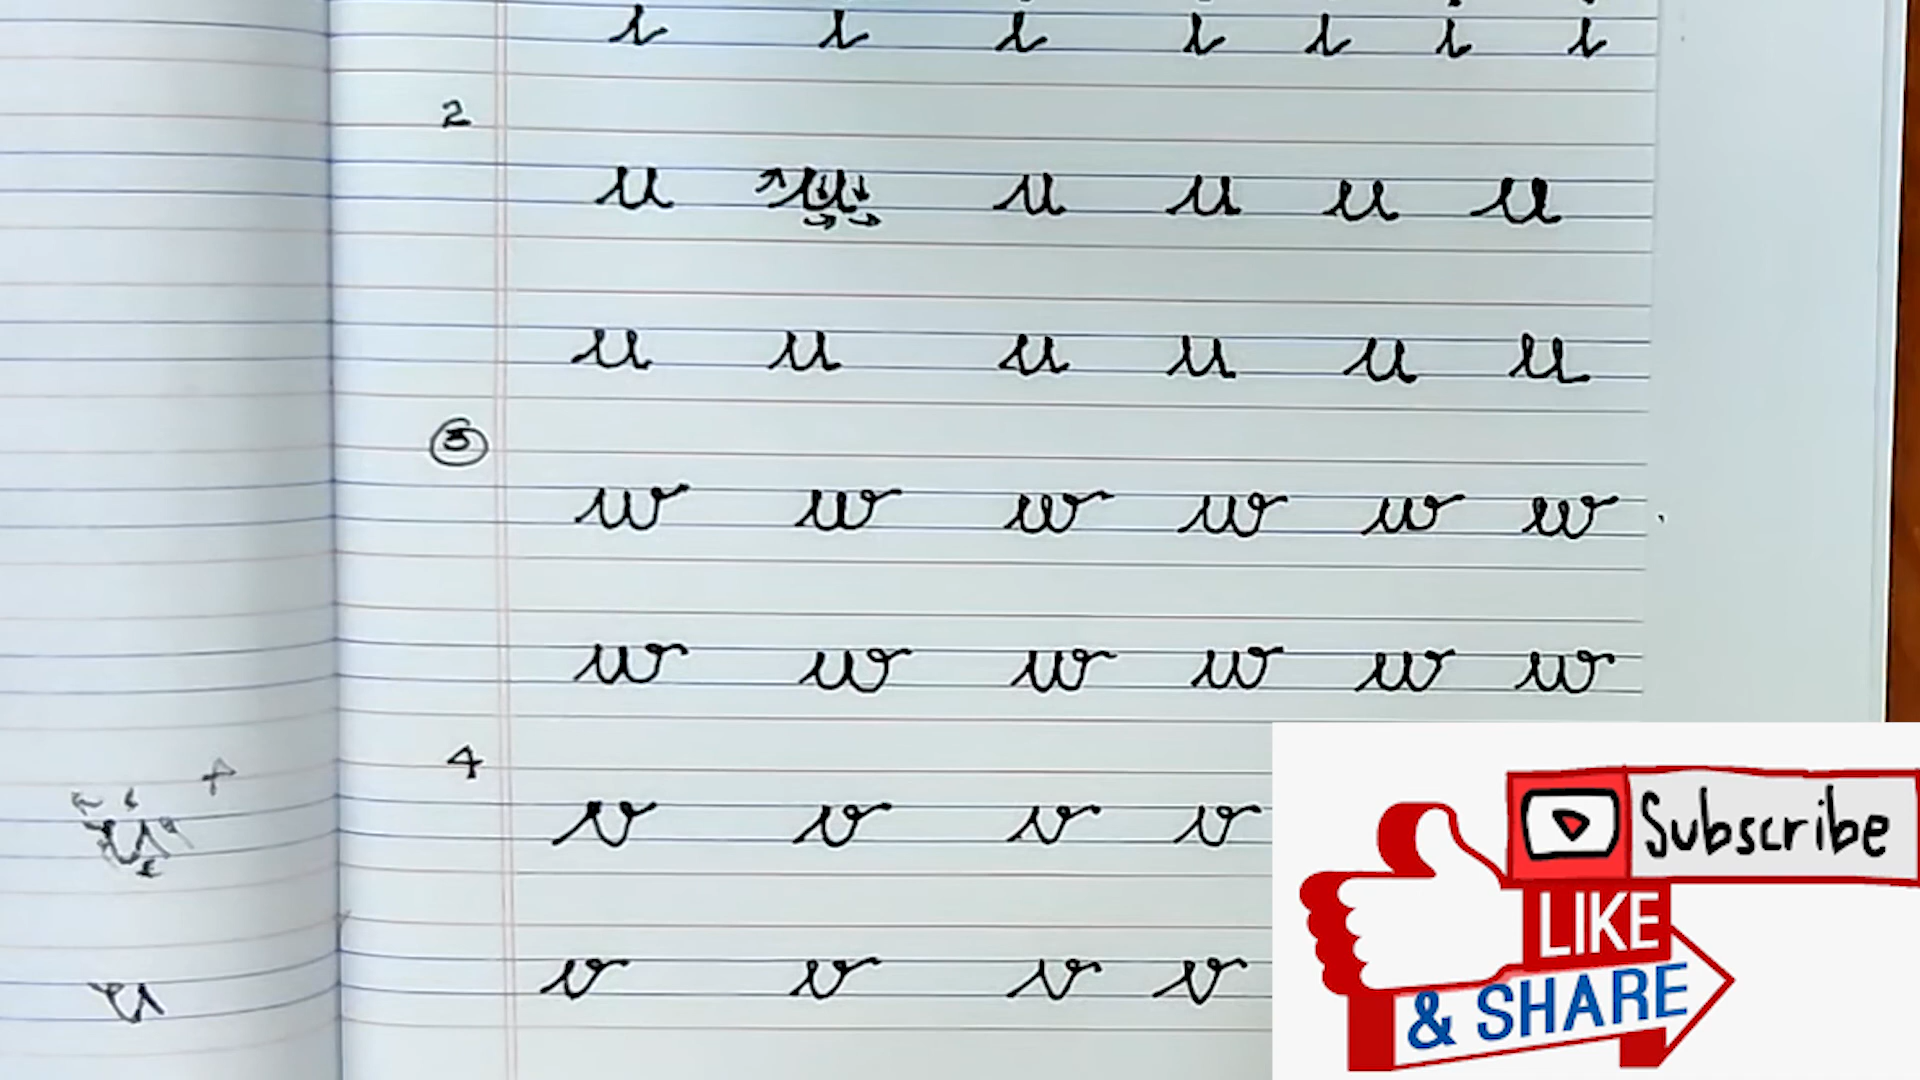 i i i i i i i
2
u u u u u u
u u u u u u
3
w w w w w w
w w w w w w
4
v v v v
v v v v
Subscribe
LIKE
& SHARE